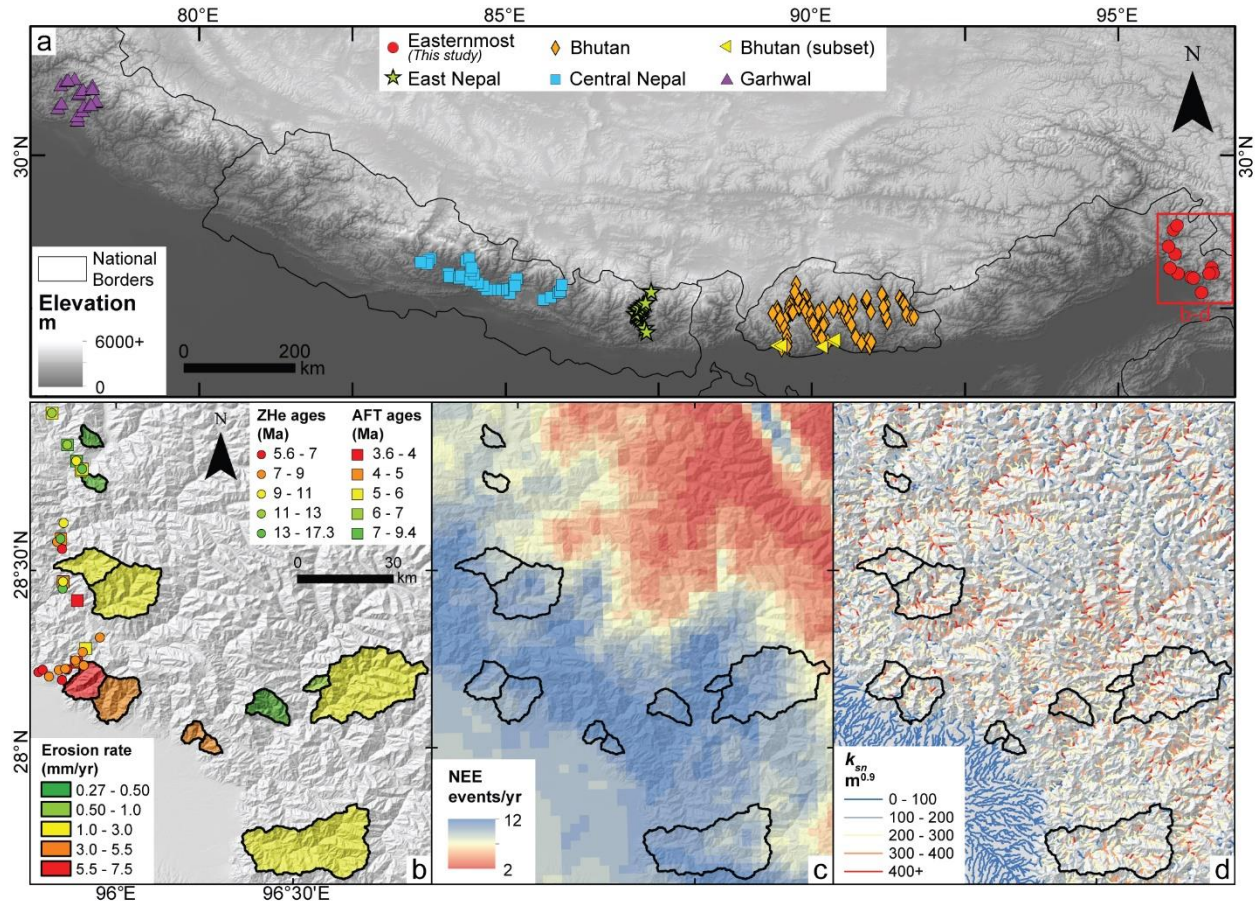 80°E 85°E 90°E 95°E
a
Easternmost
(This study)
Bhutan
Bhutan (subset)
East Nepal
Central Nepal
Garhwal
N
30°N
30°N
National
Borders
Elevation
m
6000+
0
0 200
km
b-d
N
ZHe ages
(Ma)
5.6 - 7
7 - 9
9 - 11
11 - 13
13 - 17.3
AFT ages
(Ma)
3.6 - 4
4 - 5
5 - 6
6 - 7
7 - 9.4
0 30
km
28°30'N
28°30'N
28°N
28°N
Erosion rate
(mm/yr)
0.27 - 0.50
0.50 - 1.0
1.0 - 3.0
3.0 - 5.5
5.5 - 7.5
b
96°E 96°30'E
NEE
events/yr
12
2
c
ksn
m0.9
0 - 100
100 - 200
200 - 300
300 - 400
400+
d